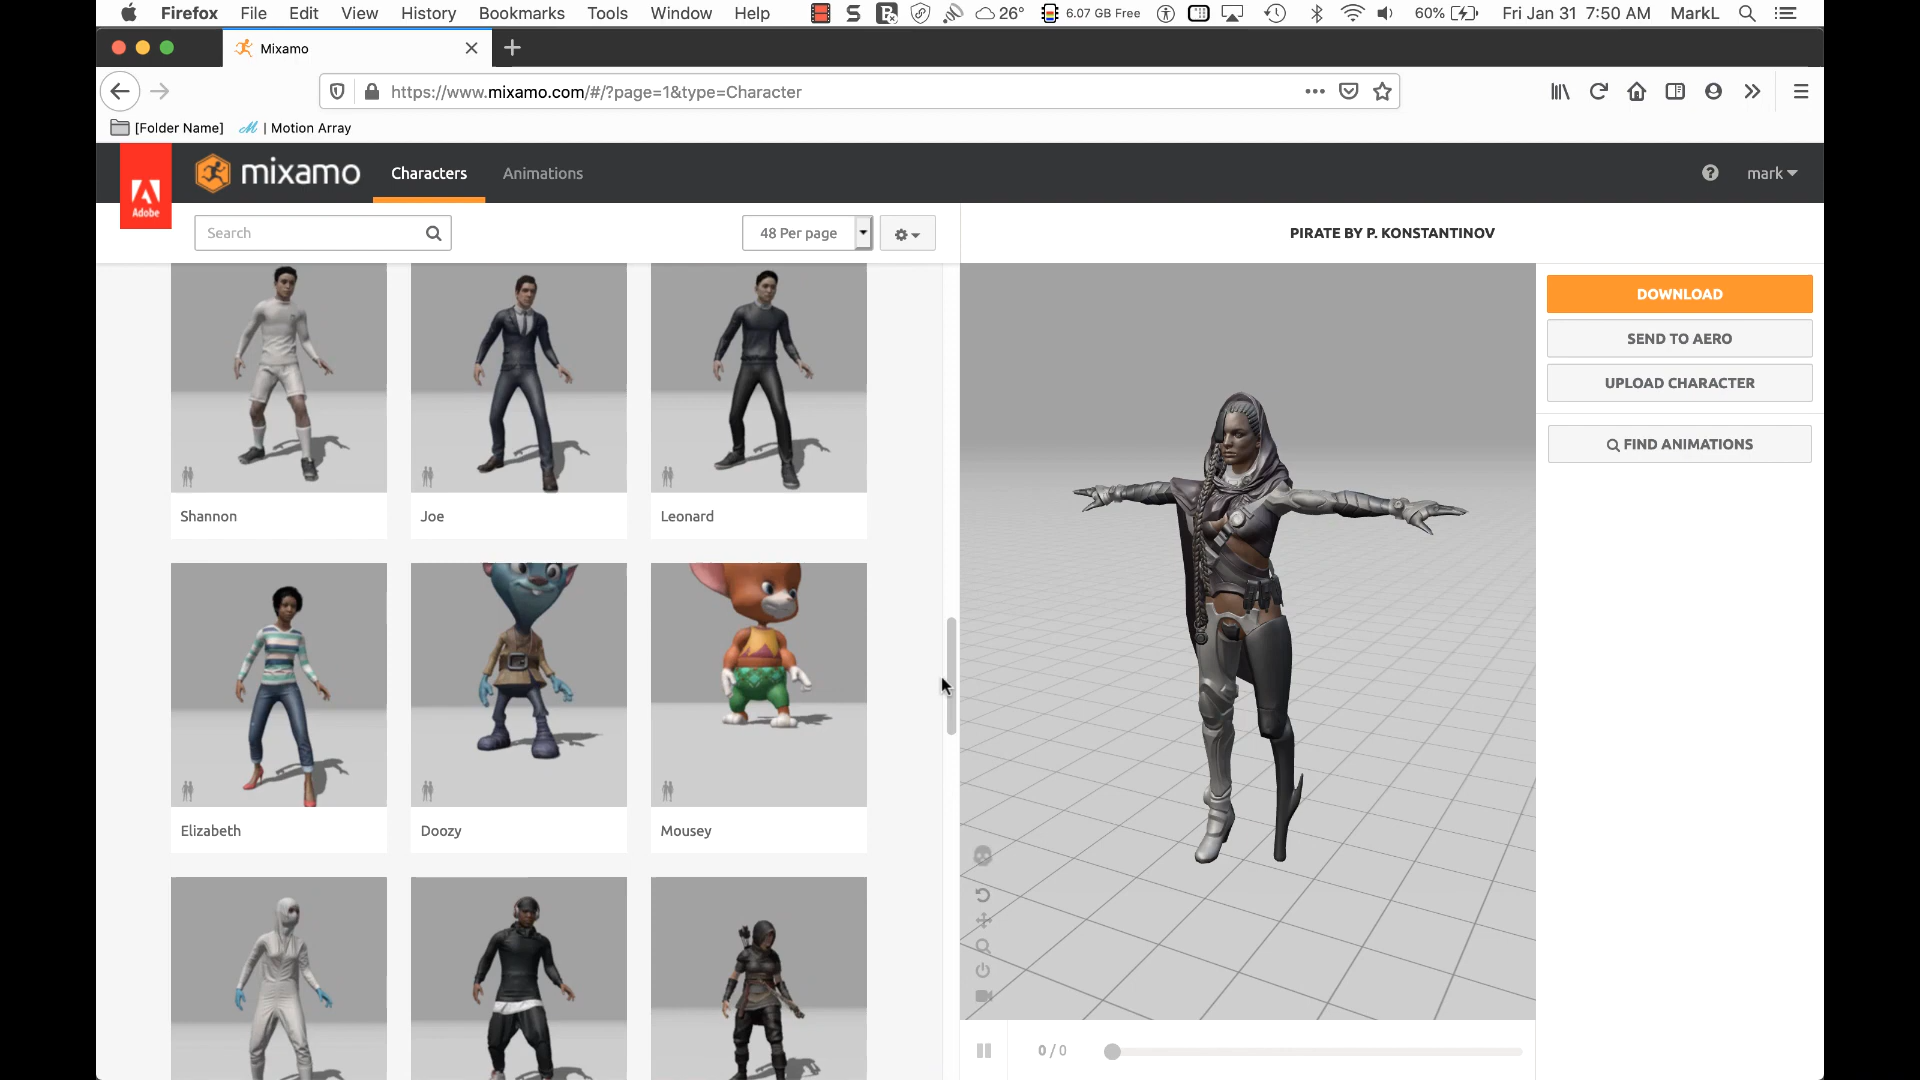 Firefox File Edit View History Bookmarks Tools Window Help 26° 6.07 GB Free 60% Fri Jan 31 7:50 AM MarkL
Mixamo
https://www.mixamo.com/#/?page=1&type=Character
[Folder Name] | Motion Array
Adobe
mixamo Characters Animations mark
Search 48 Per page PIRATE BY P. KONSTANTINOV
DOWNLOAD
SEND TO AERO
UPLOAD CHARACTER
FIND ANIMATIONS
Shannon Joe Leonard
Elizabeth Doozy Mousey
0 / 0